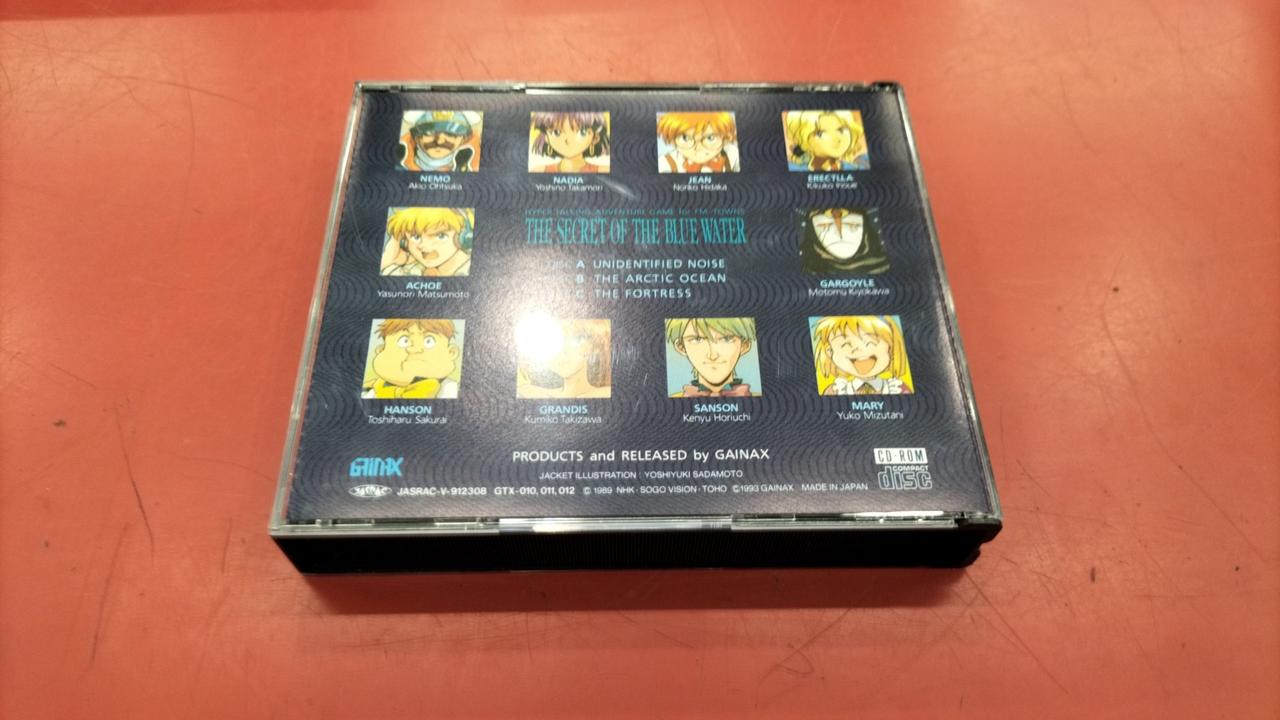 NEMO
Akio Ohtsuka
NADIA
Yoshino Takamori
JEAN
Noriko Hidaka
ERECTLLA
Kikuko Inoue
HYPER TALKING ADVENTURE GAME for FM-TOWNS
THE SECRET OF THE BLUE WATER
DISC A UNIDENTIFIED NOISE
B THE ARCTIC OCEAN
C THE FORTRESS
ACHOE
Yasunori Matsumoto
GARGOYLE
Motomu Kiyokawa
HANSON
Toshiharu Sakurai
GRANDIS
Kumiko Takizawa
SANSON
Kenyu Horiuchi
MARY
Yuko Mizutani
PRODUCTS and RELEASED by GAINAX
GAINAX
JACKET ILLUSTRATION : YOSHIYUKI SADAMOTO
JASRAC JASRAC-V-912308 GTX-010, 011, 012 © 1989 NHK · SOGO VISION · TOHO © 1993 GAINAX MADE IN JAPAN
CD-ROM
COMPACT
disc